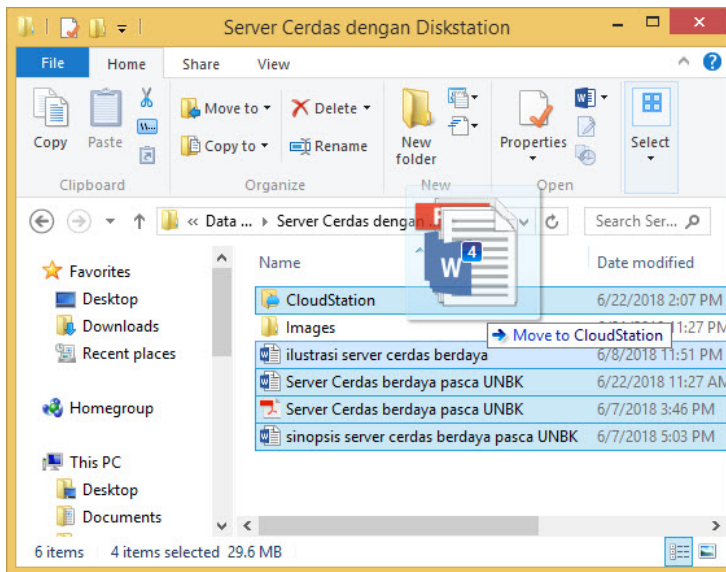 Server Cerdas dengan Diskstation
File Home Share View
Move to Delete
Copy Paste Copy to Rename New folder Properties Select
Clipboard Organize New Open
« Data ... Server Cerdas dengan Search Ser...
Favorites
Desktop
Downloads
Recent places
Homegroup
This PC
Desktop
Documents
Name Date modified
CloudStation 6/22/2018 2:07 PM
Images 11:27 PM
ilustrasi server cerdas berdaya 6/8/2018 11:51 PM
Server Cerdas berdaya pasca UNBK 6/22/2018 11:27 AM
Server Cerdas berdaya pasca UNBK 6/7/2018 3:46 PM
sinopsis server cerdas berdaya pasca UNBK 6/7/2018 5:03 PM
W 4
Move to CloudStation
6 items 4 items selected 29.6 MB